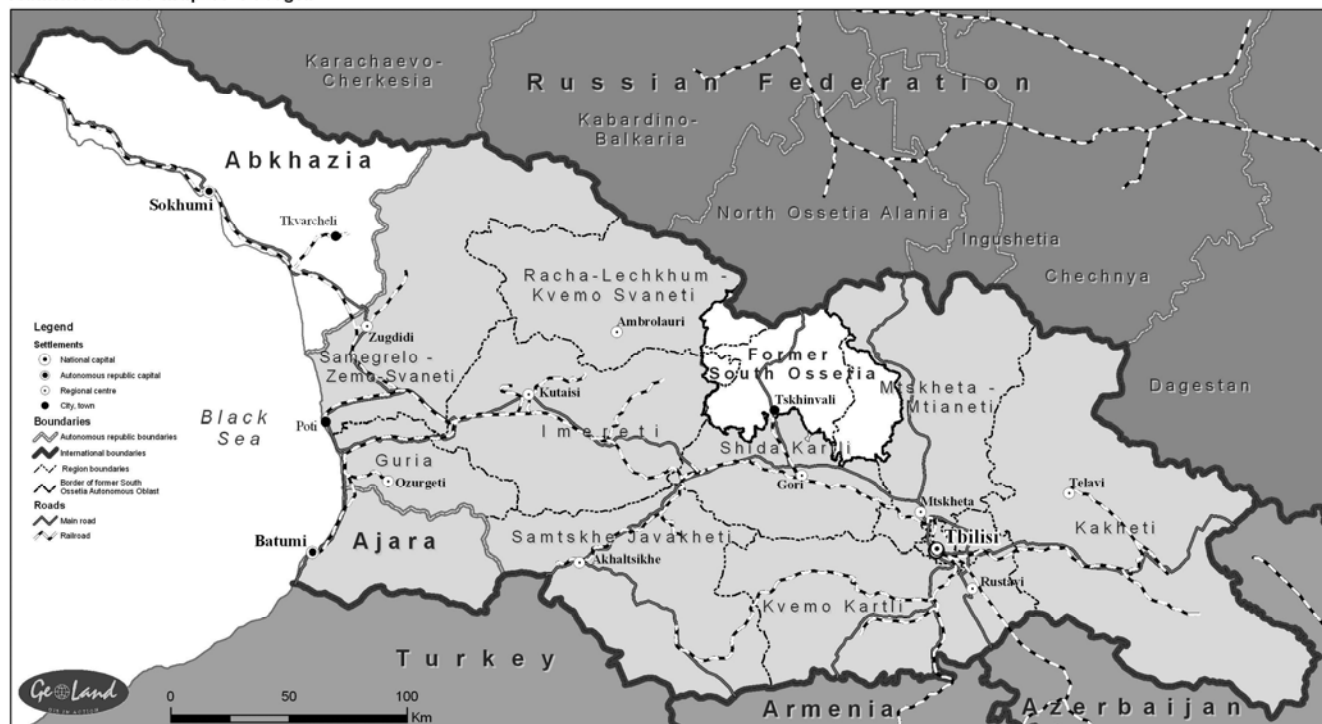 Karachaevo-
Cherkesia
Russian Federation
Kabardino-
Balkaria
North Ossetia Alania
Ingushetia
Chechnya
Dagestan
Abkhazia
Sokhumi
Tkvarcheli
Racha-Lechkhum -
Kvemo Svaneti
Ambrolauri
Zugdidi
Samegrelo -
Zemo-Svaneti
Former
South Ossetia
Tskhinvali
Mtskheta -
Mtianeti
Kutaisi
Imereti
Poti
Black
Sea
Guria
Ozurgeti
Shida Kartli
Gori
Mtskheta
Telavi
Kakheti
Batumi
Ajara
Samtskhe Javakheti
Akhaltsikhe
Tbilisi
Rustavi
Kvemo Kartli
Turkey
Armenia
Azerbaijan
Legend
Settlements
National capital
Autonomous republic capital
Regional centre
City, town
Boundaries
Autonomous republic boundaries
International boundaries
Region boundaries
Border of former South
Ossetia Autonomous Oblast
Roads
Main road
Railroad
GeoLand
GIS IN ACTION
0 50 100
Km